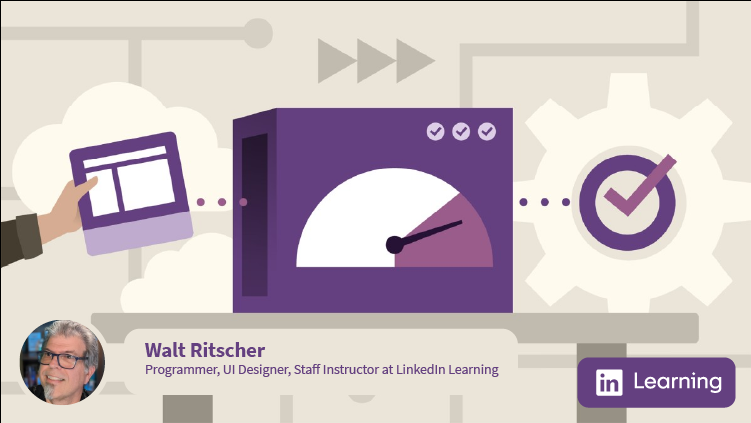 Walt Ritscher
Programmer, UI Designer, Staff Instructor at LinkedIn Learning
in Learning